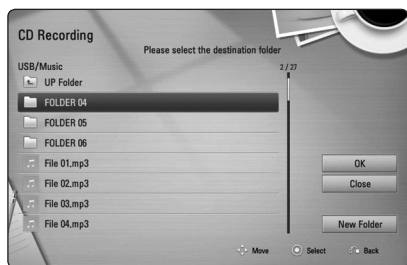 CD Recording
Please select the destination folder
USB/Music
2 / 27
UP Folder
FOLDER 04
FOLDER 05
FOLDER 06
File 01.mp3
OK
File 02.mp3
Close
File 03.mp3
File 04.mp3
New Folder
Move Select Back